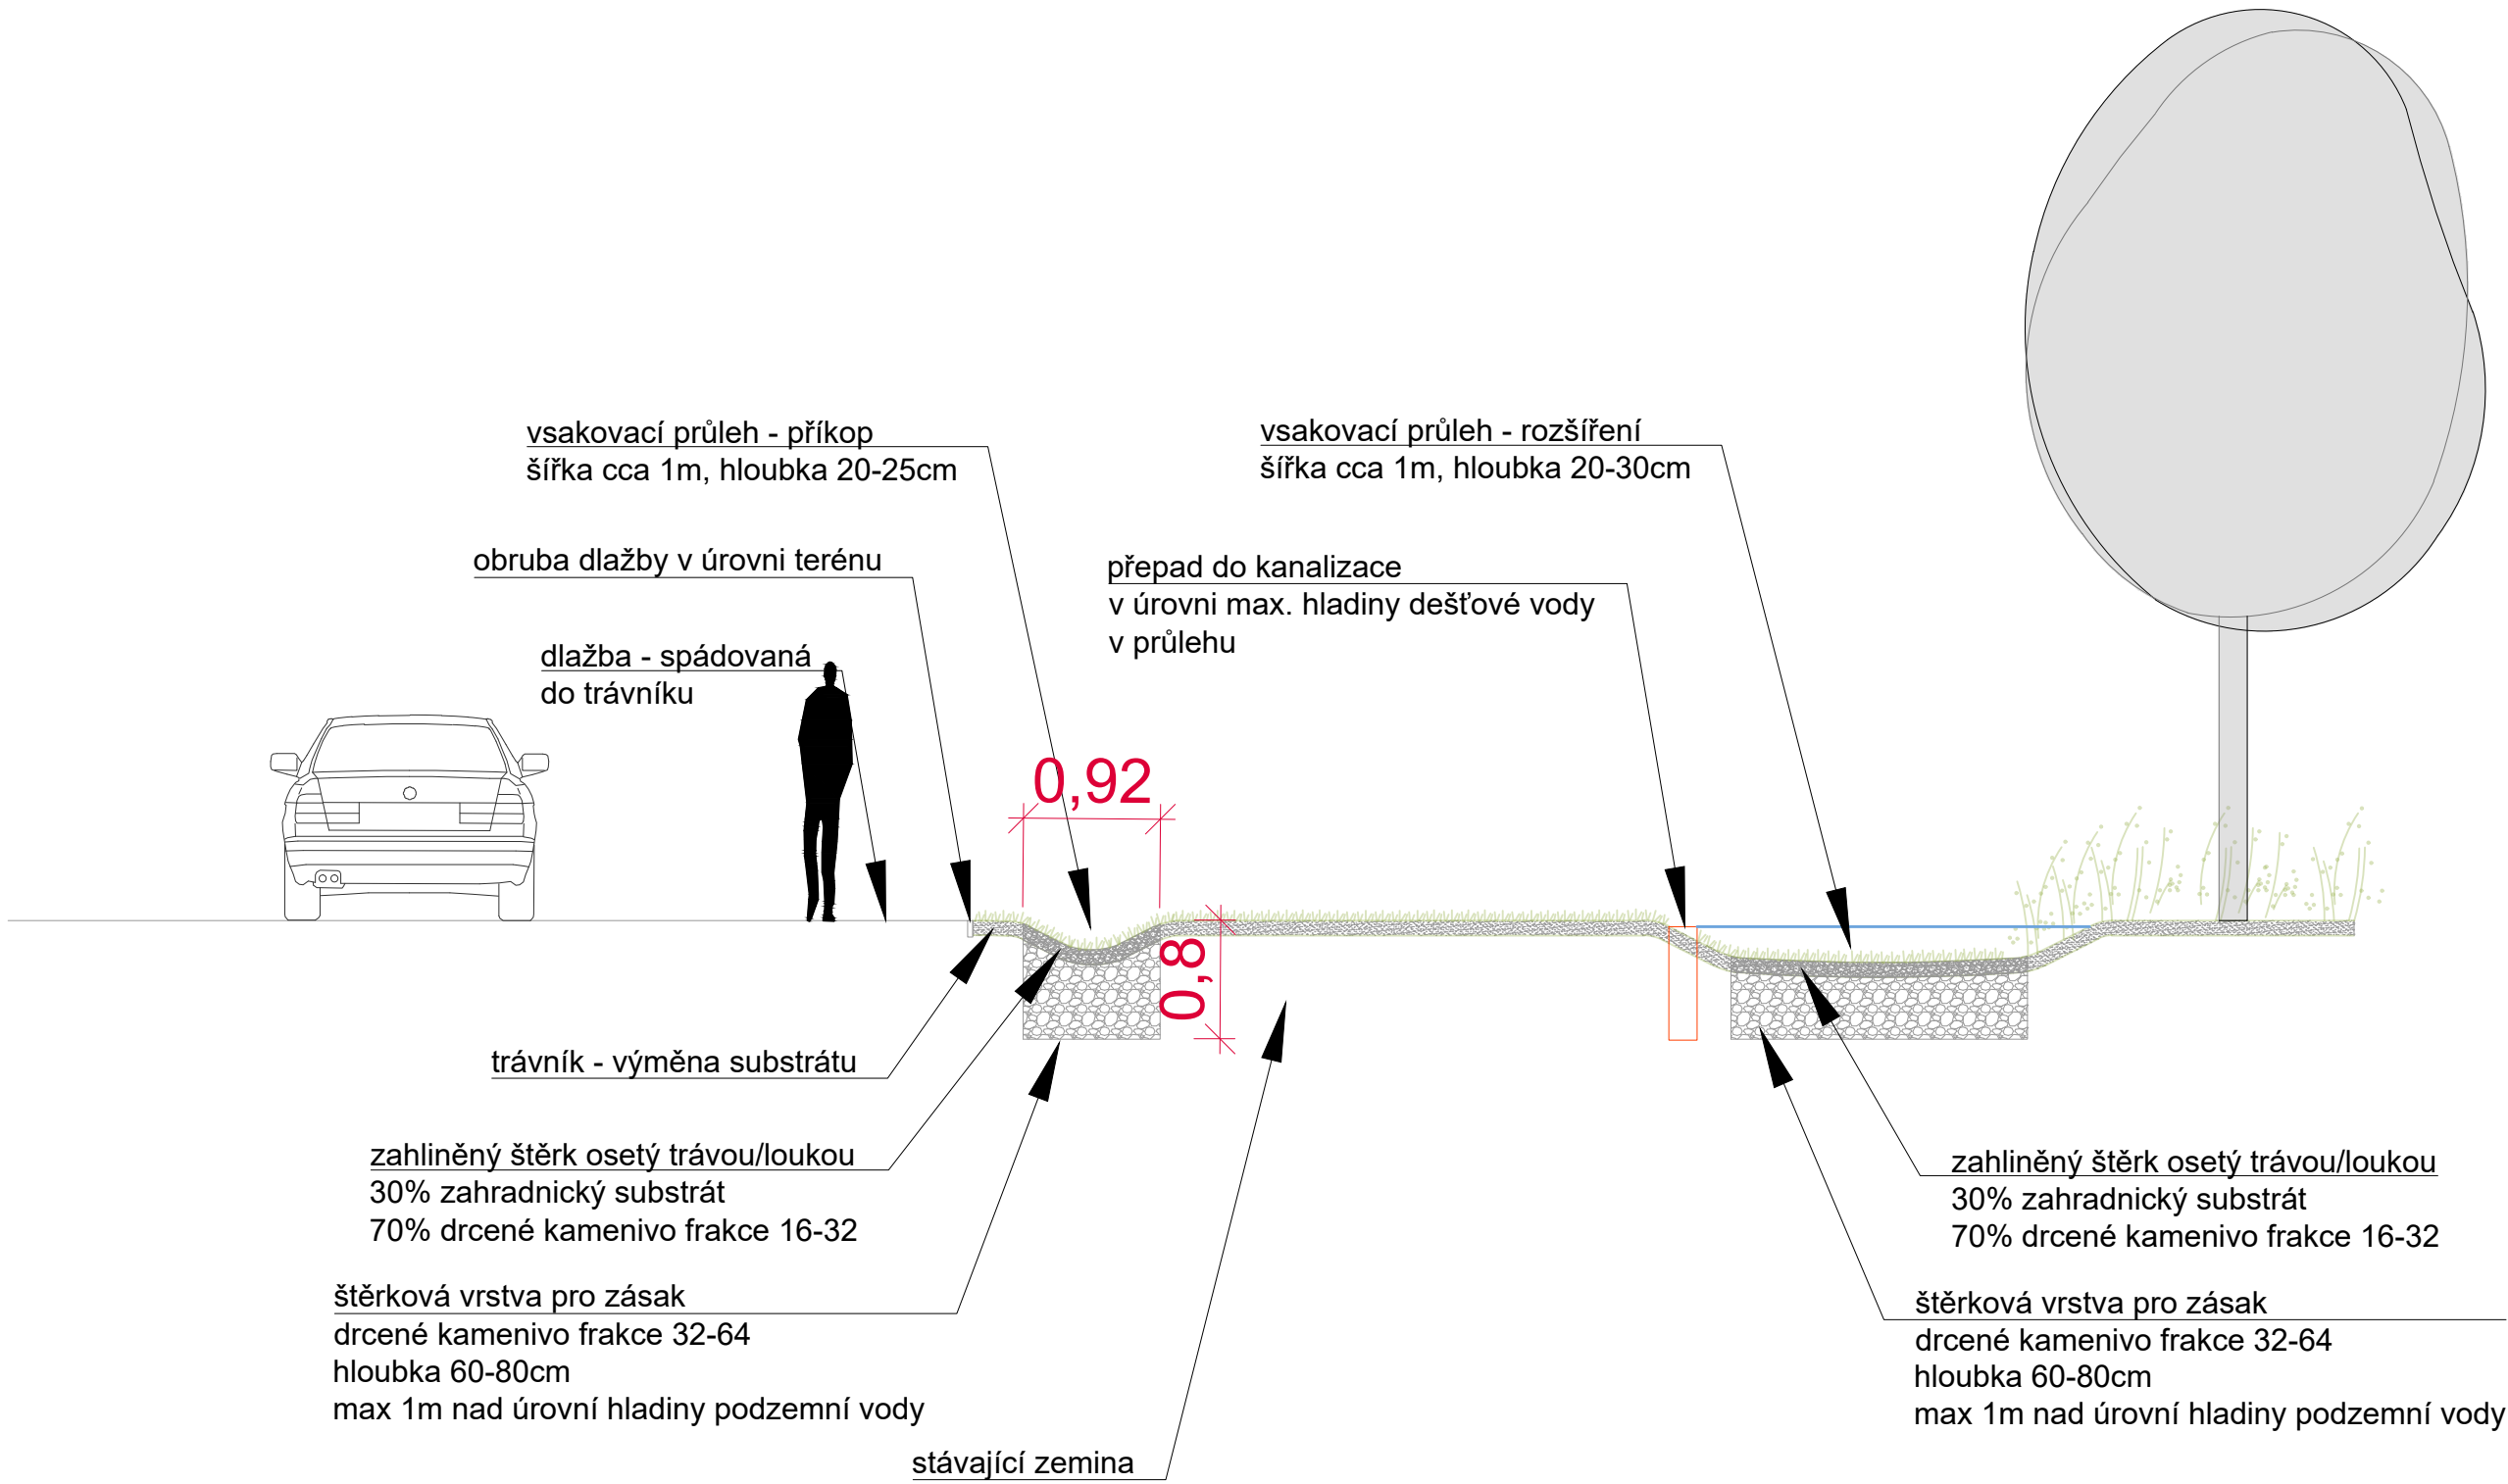 vsakovací průleh - příkop
šířka cca 1m, hloubka 20-25cm
vsakovací průleh - rozšíření
šířka cca 1m, hloubka 20-30cm
obruba dlažby v úrovni terénu
přepad do kanalizace
v úrovni max. hladiny dešťové vody
v průlehu
dlažba - spádovaná
do trávníku
0,92
0,8
trávník - výměna substrátu
zahliněný štěrk osetý trávou/loukou
30% zahradnický substrát
70% drcené kamenivo frakce 16-32
zahliněný štěrk osetý trávou/loukou
30% zahradnický substrát
70% drcené kamenivo frakce 16-32
štěrková vrstva pro zásak
drcené kamenivo frakce 32-64
hloubka 60-80cm
max 1m nad úrovní hladiny podzemní vody
štěrková vrstva pro zásak
drcené kamenivo frakce 32-64
hloubka 60-80cm
max 1m nad úrovní hladiny podzemní vody
stávající zemina